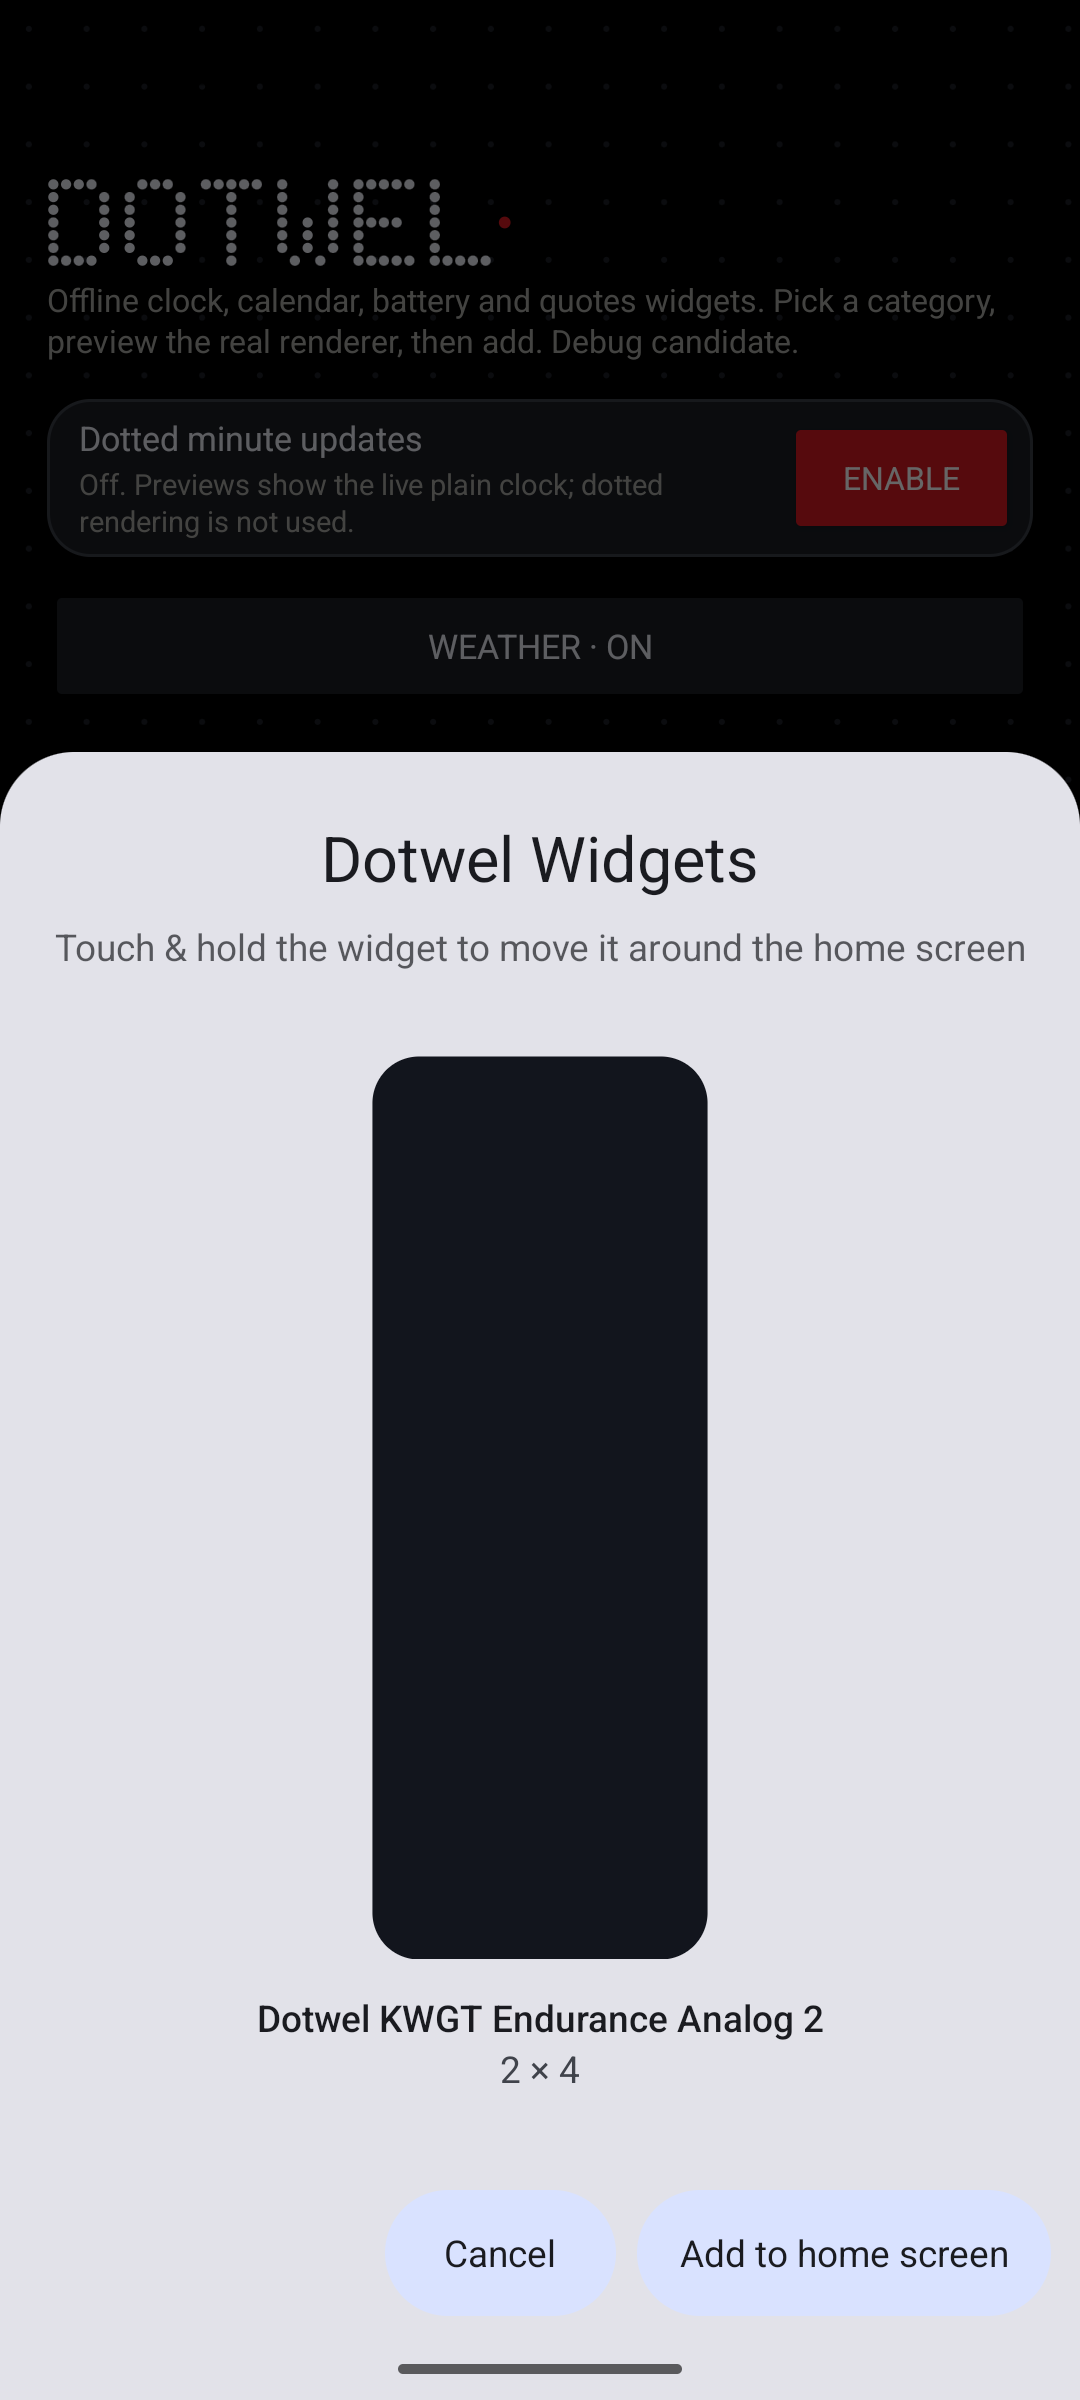 DOTWEL
Offline clock, calendar, battery and quotes widgets. Pick a category,
preview the real renderer, then add. Debug candidate.
Dotted minute updates
Off. Previews show the live plain clock; dotted
rendering is not used.
ENABLE
WEATHER · ON
Dotwel Widgets
Touch & hold the widget to move it around the home screen
Dotwel KWGT Endurance Analog 2
2 × 4
Cancel
Add to home screen